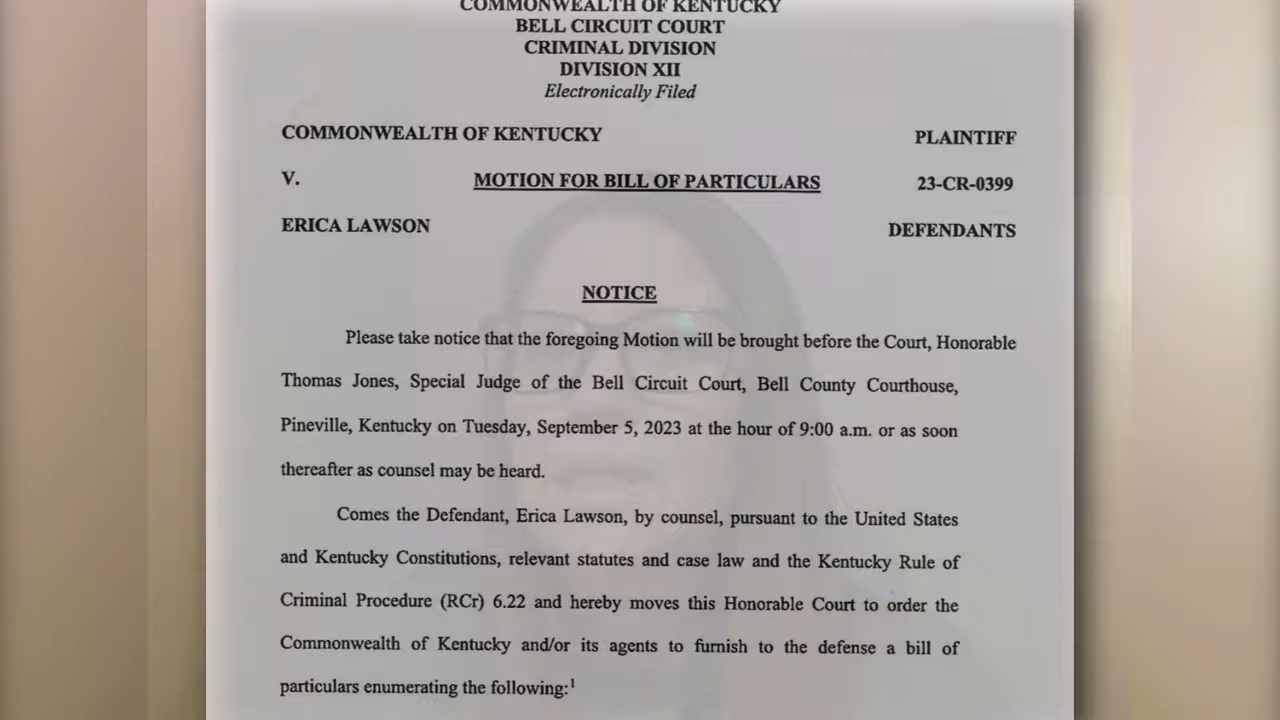 COMMONWEALTH OF KENTUCKY
BELL CIRCUIT COURT
CRIMINAL DIVISION
DIVISION XII
Electronically Filed
COMMONWEALTH OF KENTUCKY PLAINTIFF
V. MOTION FOR BILL OF PARTICULARS 23-CR-0399
ERICA LAWSON DEFENDANTS
NOTICE
Please take notice that the foregoing Motion will be brought before the Court, Honorable
Thomas Jones, Special Judge of the Bell Circuit Court, Bell County Courthouse,
Pineville, Kentucky on Tuesday, September 5, 2023 at the hour of 9:00 a.m. or as soon
thereafter as counsel may be heard.
Comes the Defendant, Erica Lawson, by counsel, pursuant to the United States
and Kentucky Constitutions, relevant statutes and case law and the Kentucky Rule of
Criminal Procedure (RCr) 6.22 and hereby moves this Honorable Court to order the
Commonwealth of Kentucky and/or its agents to furnish to the defense a bill of
particulars enumerating the following:¹